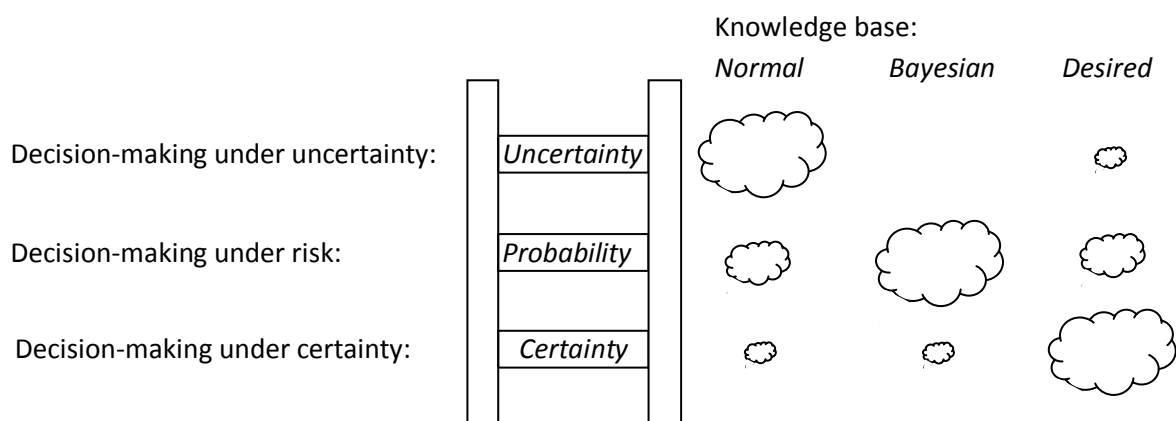 Knowledge base:
Normal Bayesian Desired
Decision-making under uncertainty: Uncertainty
Decision-making under risk: Probability
Decision-making under certainty: Certainty